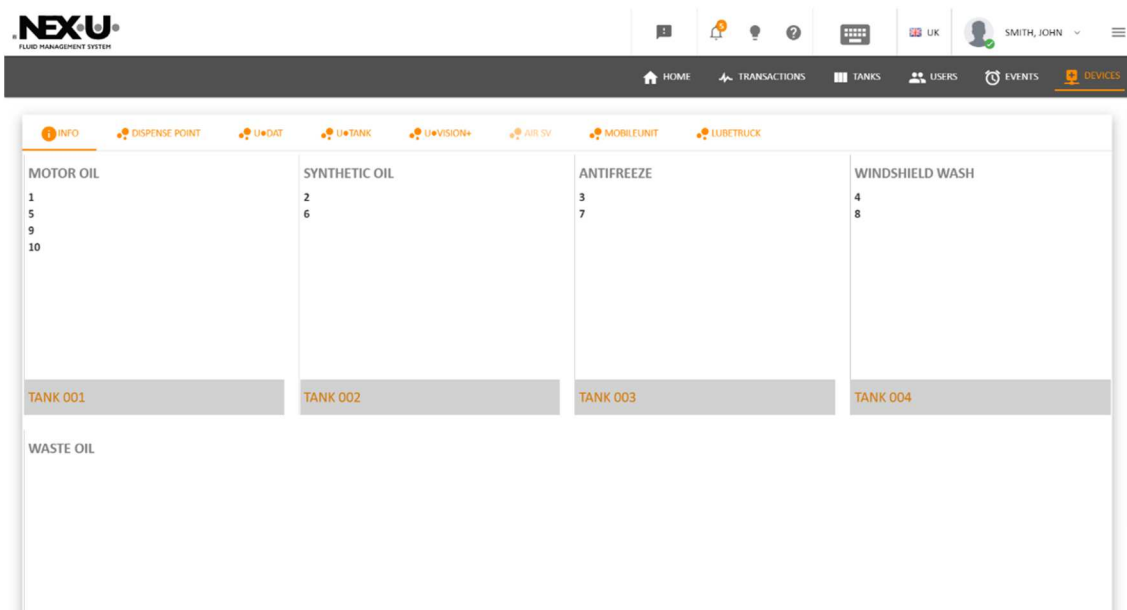 NEX•U•
FLUID MANAGEMENT SYSTEM
5
UK
SMITH, JOHN
HOME
TRANSACTIONS
TANKS
USERS
EVENTS
DEVICES
INFO
DISPENSE POINT
U•DAT
U•TANK
U•VISION+
AIR SV
MOBILEUNIT
LUBETRUCK
MOTOR OIL
1
5
9
10
TANK 001
SYNTHETIC OIL
2
6
TANK 002
ANTIFREEZE
3
7
TANK 003
WINDSHIELD WASH
4
8
TANK 004
WASTE OIL